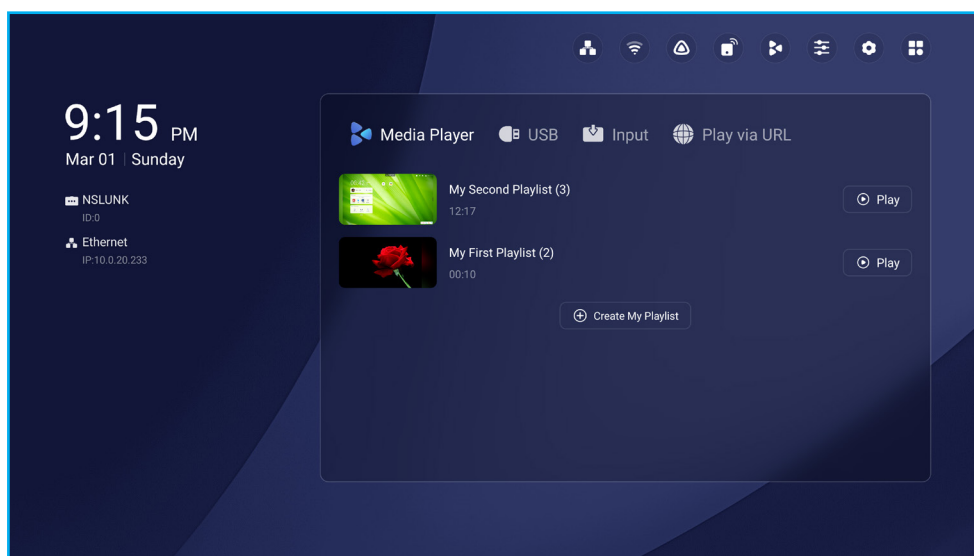 9:15 PM
Mar 01 | Sunday
NSLUNK
ID:0
Ethernet
IP:10.0.20.233
Media Player
USB
Input
Play via URL
My Second Playlist (3)
12:17
Play
My First Playlist (2)
00:10
Play
Create My Playlist